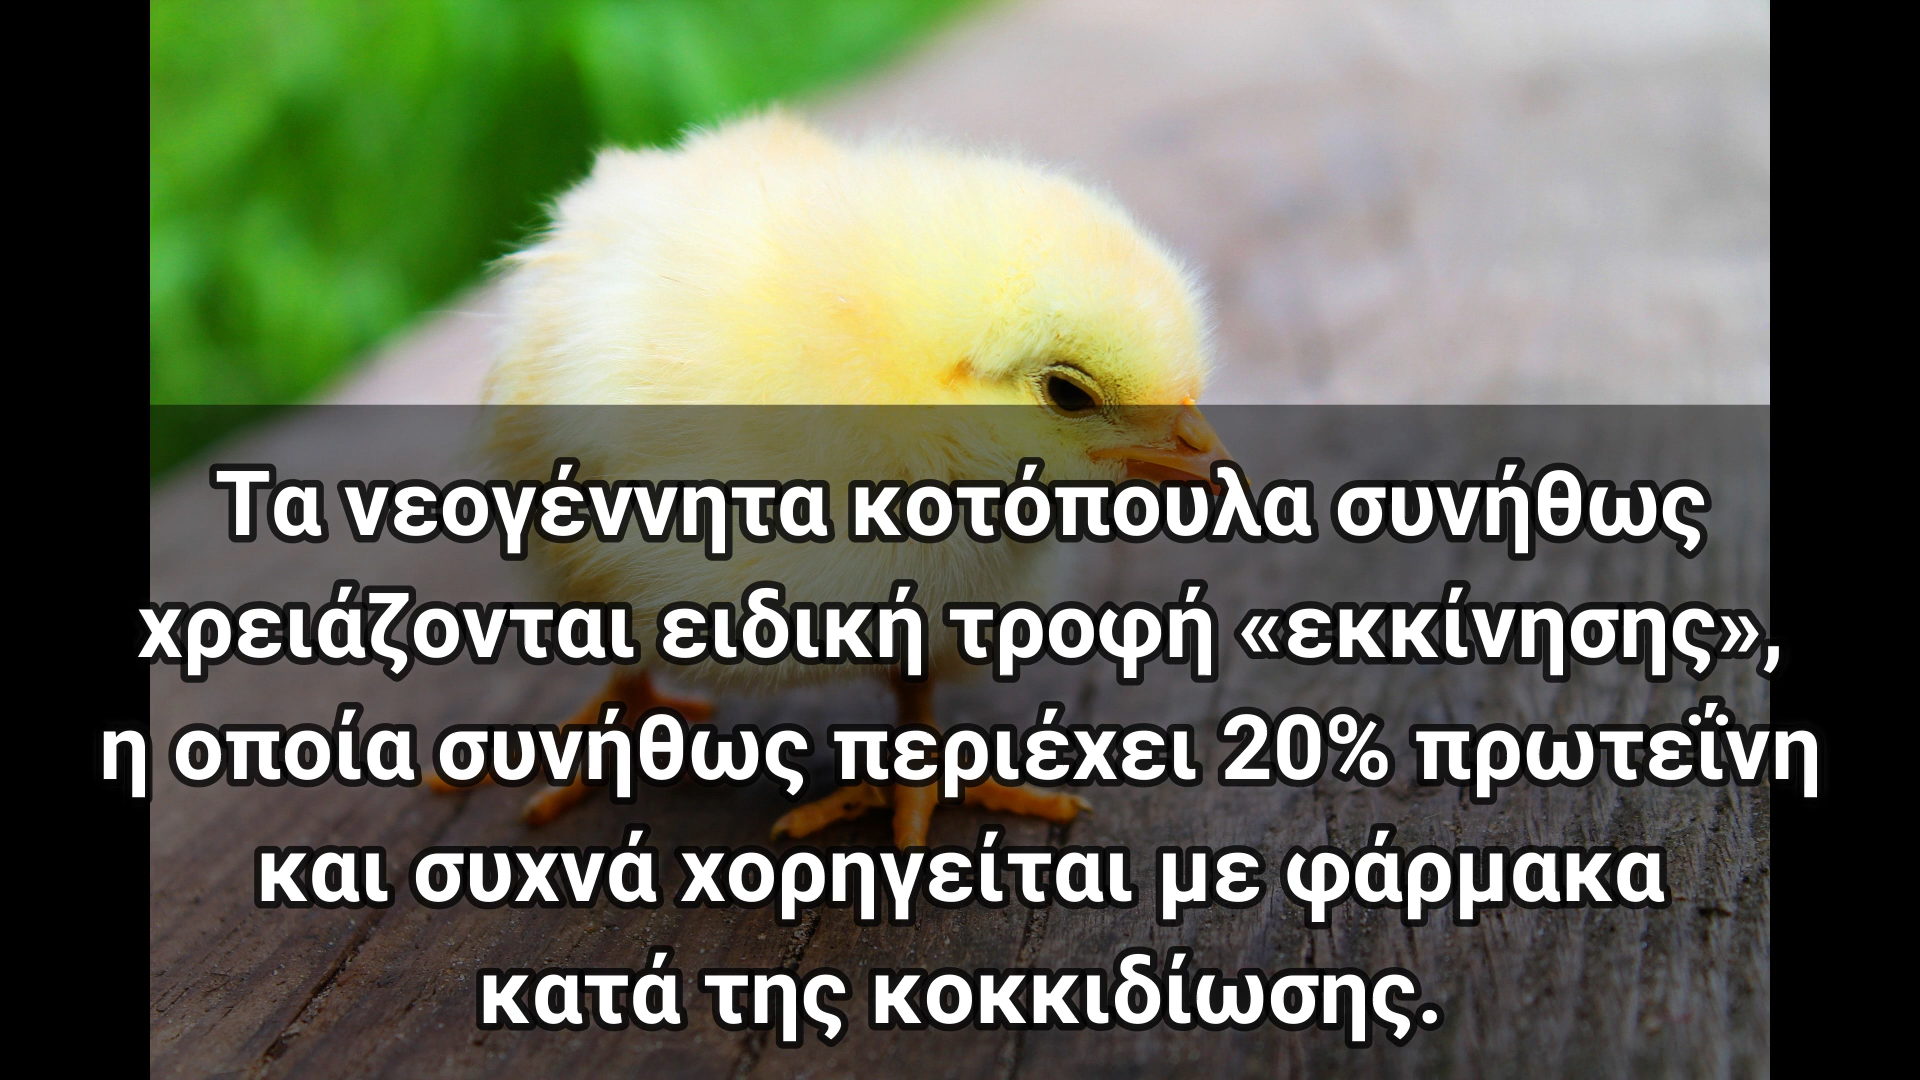 Τα νεογέννητα κοτόπουλα συνήθως
χρειάζονται ειδική τροφή «εκκίνησης»,
η οποία συνήθως περιέχει 20% πρωτεΐνη
και συχνά χορηγείται με φάρμακα
κατά της κοκκιδίωσης.